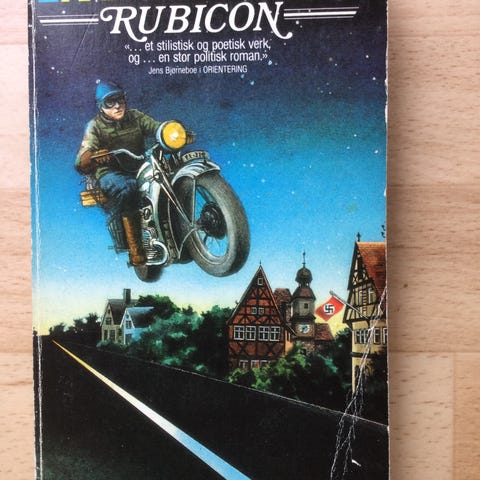 RUBICON
«... et stilistisk og poetisk verk,
og ... en stor politisk roman.»
Jens Bjørneboe i ORIENTERING